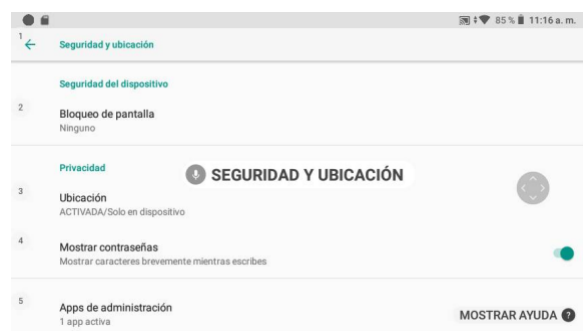 85 % 11:16 a. m.
1
Seguridad y ubicación
Seguridad del dispositivo
2
Bloqueo de pantalla
Ninguno
Privacidad
SEGURIDAD Y UBICACIÓN
3
Ubicación
ACTIVADA/Solo en dispositivo
4
Mostrar contraseñas
Mostrar caracteres brevemente mientras escribes
5
Apps de administración
1 app activa
MOSTRAR AYUDA ?